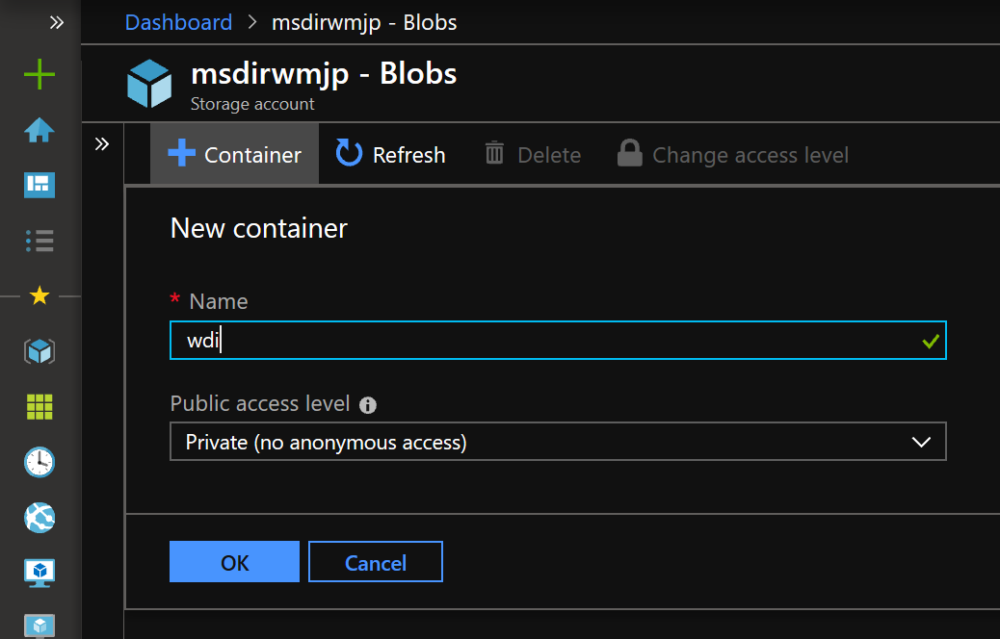 Dashboard > msdirwmjp - Blobs
msdirwmjp - Blobs
Storage account
Container Refresh Delete Change access level
New container
* Name
wdi
Public access level
Private (no anonymous access)
OK Cancel